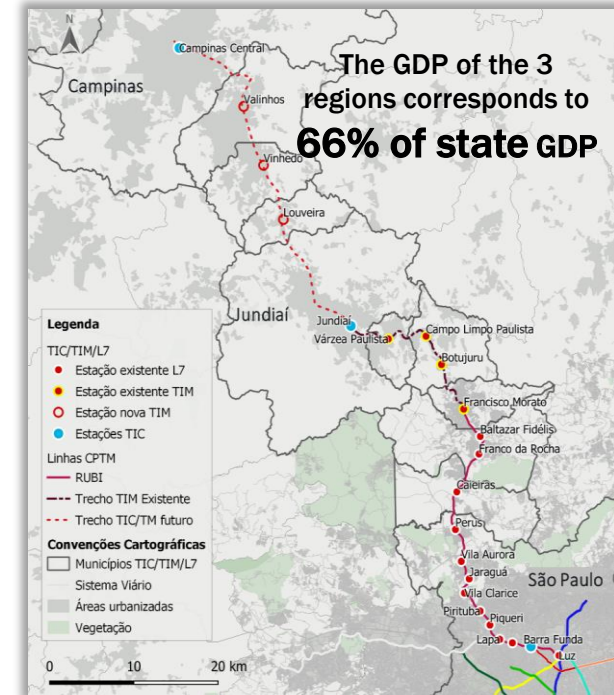 N
Campinas Central
Campinas
The GDP of the 3
regions corresponds to
66% of state GDP
Valinhos
Vinhedo
Louveira
Jundiaí
Jundiaí
Várzea Paulista
Campo Limpo Paulista
Botujuru
Francisco Morato
Baltazar Fidélis
Franco da Rocha
Caieiras
Perus
Vila Aurora
Jaraguá
Vila Clarice
São Paulo
Pirituba
Piqueri
Lapa
Barra Funda
Luz
Legenda
TIC/TIM/L7
Estação existente L7
Estação existente TIM
Estação nova TIM
Estações TIC
Linhas CPTM
RUBI
Trecho TIM Existente
Trecho TIC/TM futuro
Convenções Cartográficas
Municípios TIC/TIM/L7
Sistema Viário
Áreas urbanizadas
Vegetação
0 10 20 km